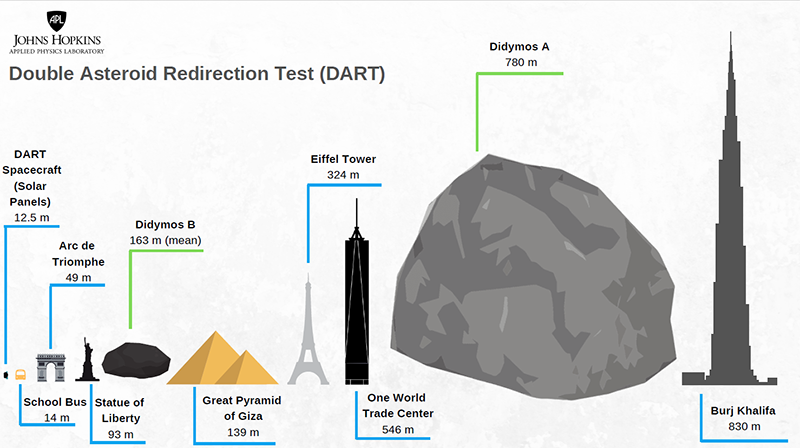 APL
JOHNS HOPKINS
APPLIED PHYSICS LABORATORY
Double Asteroid Redirection Test (DART)
DART
Spacecraft
(Solar
Panels)
12.5 m
School Bus
14 m
Arc de
Triomphe
49 m
Statue of
Liberty
93 m
Didymos B
163 m (mean)
Great Pyramid
of Giza
139 m
Eiffel Tower
324 m
One World
Trade Center
546 m
Didymos A
780 m
Burj Khalifa
830 m